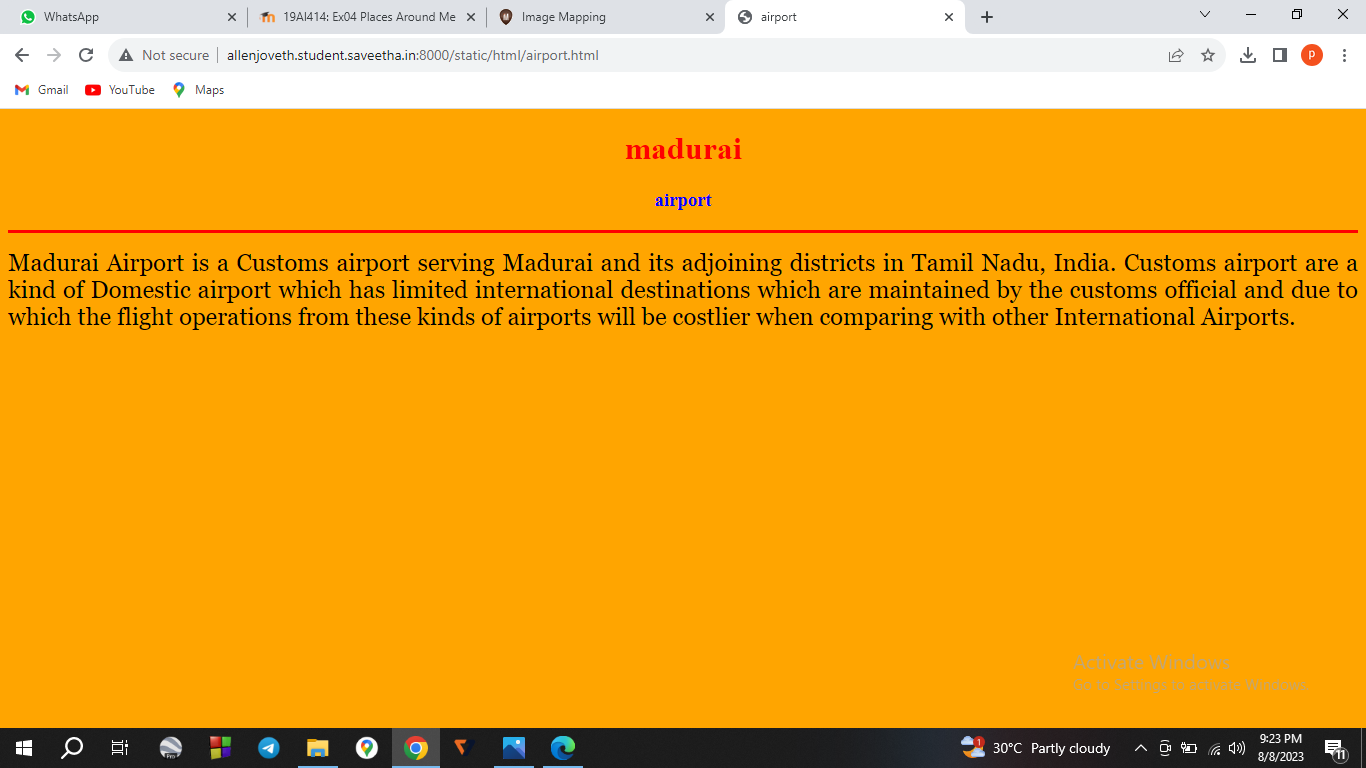 WhatsApp
19AI414: Ex04 Places Around Me
Image Mapping
airport
Not secure
allenjoveth.student.saveetha.in:8000/static/html/airport.html
P
Gmail
YouTube
Maps
madurai
airport
Madurai Airport is a Customs airport serving Madurai and its adjoining districts in Tamil Nadu, India. Customs airport are a
kind of Domestic airport which has limited international destinations which are maintained by the customs official and due to
which the flight operations from these kinds of airports will be costlier when comparing with other International Airports.
Activate Windows
Go to Settings to activate Windows.
Pro
1
30°C Partly cloudy
9:23 PM
8/8/2023
11